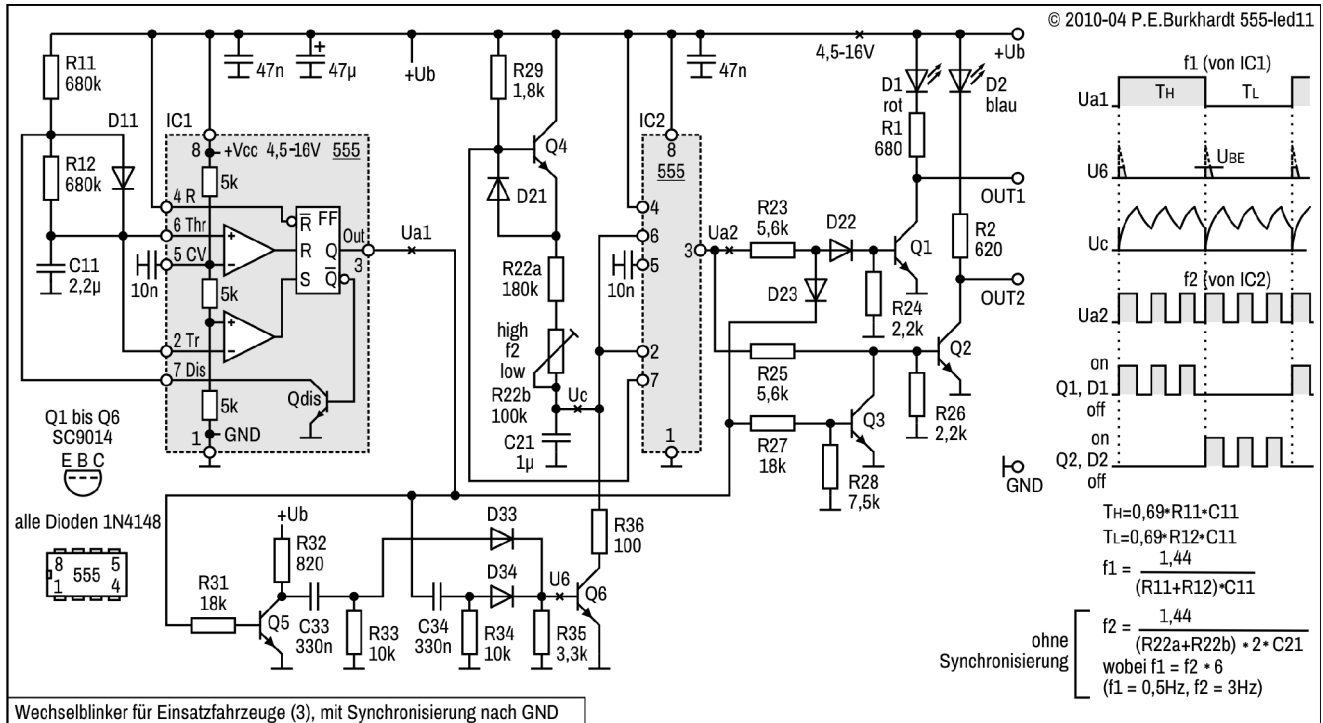 © 2010-04 P.E.Burkhardt 555-led11
4,5-16V
+Ub
R11
680k
47n
47µ
+
+Ub
R29
1,8k
47n
D1
rot
D2
blau
D11
R12
680k
IC1
8
+Vcc 4,5-16V 555
5k
4 R
6 Thr
5 CV
10n
C11
2,2µ
+
−
R
FF
R
Q
S
Q
Out
3
Ua1
5k
+
−
2 Tr
7 Dis
5k
Qdis
1
GND
Q4
D21
R22a
180k
high
f2
low
R22b
100k
Uc
C21
1µ
IC2
8
555
4
6
5
10n
3
2
7
1
Ua2
R23
5,6k
D22
D23
R1
680
Q1
R24
2,2k
OUT1
R2
620
OUT2
R25
5,6k
Q2
R26
2,2k
R27
18k
Q3
R28
7,5k
GND
Q1 bis Q6
SC9014
E B C
alle Dioden 1N4148
8 5
555
1 4
R31
18k
+Ub
R32
820
Q5
C33
330n
R33
10k
C34
330n
D33
D34
R34
10k
U6
R35
3,3k
R36
100
Q6
f1 (von IC1)
Ua1
TH
TL
U6
UBE
Uc
f2 (von IC2)
Ua2
on
Q1, D1
off
on
Q2, D2
off
TH=0,69*R11*C11
TL=0,69*R12*C11
f1 = 1,44
(R11+R12)*C11
ohne
Synchronisierung
f2 = 1,44
(R22a+R22b) * 2 * C21
wobei f1 = f2 * 6
(f1 = 0,5Hz, f2 = 3Hz)
Wechselblinker für Einsatzfahrzeuge (3), mit Synchronisierung nach GND